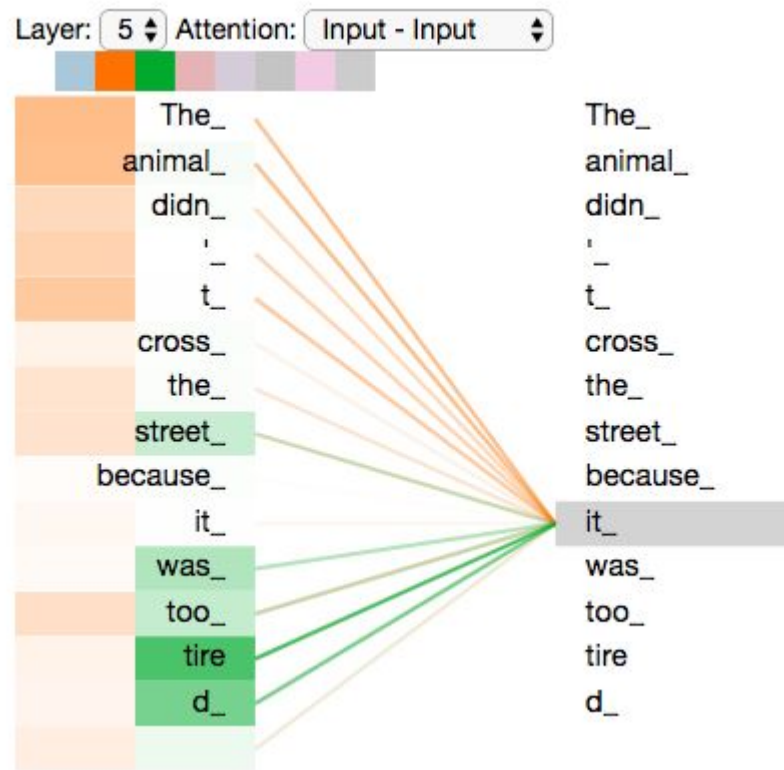 Layer: 5 Attention: Input - Input
The_ The_
animal_ animal_
didn_ didn_
'_ '_
t_ t_
cross_ cross_
the_ the_
street_ street_
because_ because_
it_ it_
was_ was_
too_ too_
tire tire
d_ d_